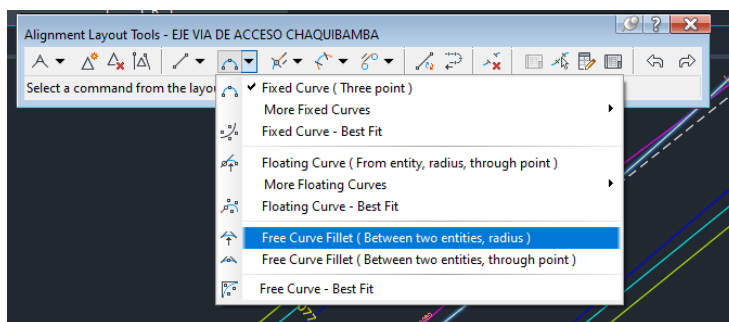 Alignment Layout Tools - EJE VIA DE ACCESO CHAQUIBAMBA
Select a command from the layou
Fixed Curve ( Three point )
More Fixed Curves
Fixed Curve - Best Fit
Floating Curve ( From entity, radius, through point )
More Floating Curves
Floating Curve - Best Fit
Free Curve Fillet ( Between two entities, radius )
Free Curve Fillet ( Between two entities, through point )
Free Curve - Best Fit